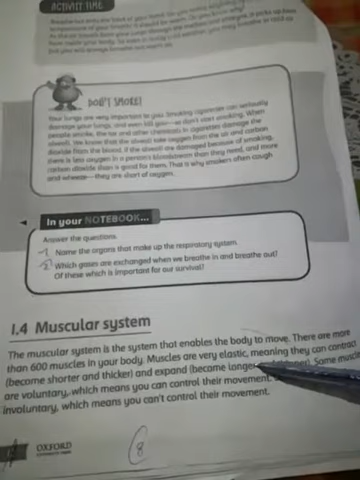 ACTIVITY TIME
DON'T SMOKE!
Your lungs are very important to you. Smoking cigarettes can seriously
damage your lungs, and even kill you—so don't start smoking. When
people smoke, the tar and other chemicals in cigarettes damage the
alveoli. We know that the alveoli take oxygen from the air and carbon
dioxide from the blood. If the alveoli are damaged because of smoking,
there is less oxygen in a person's bloodstream than they need, and more
carbon dioxide than is good for them. That is why smokers often cough
and wheeze—they are short of oxygen.
In your NOTEBOOK...
Answer the questions.
1. Name the organs that make up the respiratory system.
2. Which gases are exchanged when we breathe in and breathe out?
Of these which is important for our survival?
1.4 Muscular system
The muscular system is the system that enables the body to move. There are more
than 600 muscles in your body. Muscles are very elastic, meaning they can contract
(become shorter and thicker) and expand (become longer Some muscles
are voluntary, which means you can control their movement.
involuntary, which means you can't control their movement.
OXFORD
8